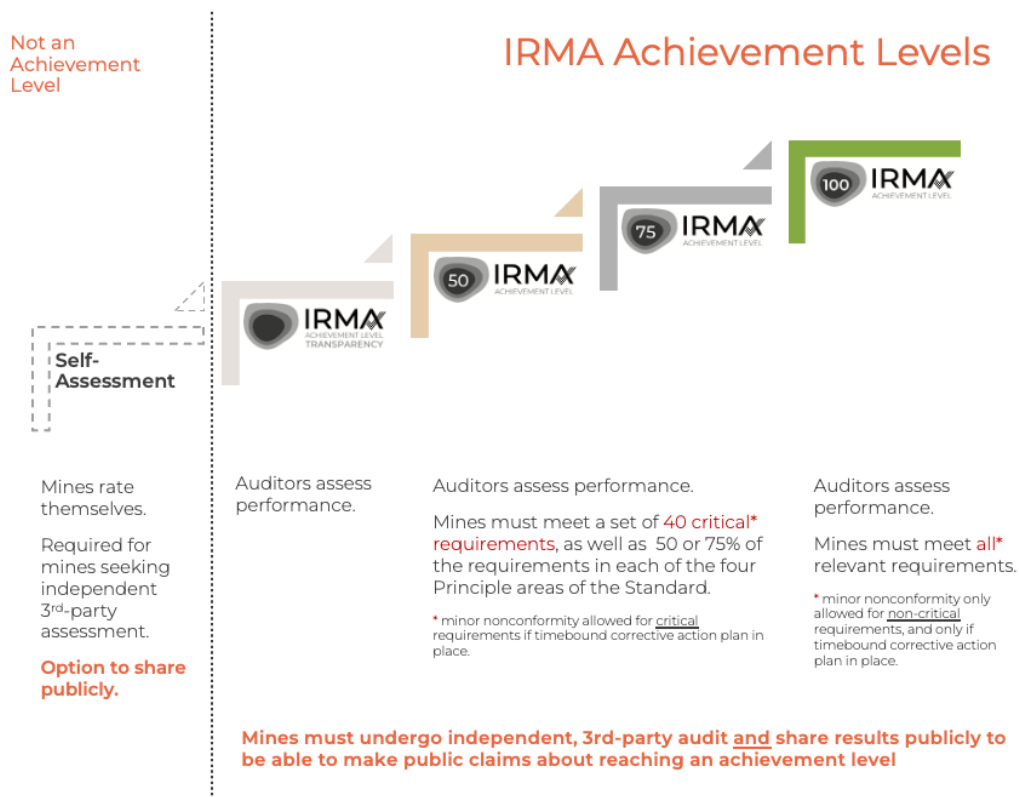 Not an
Achievement
Level
IRMA Achievement Levels
100 IRMA
ACHIEVEMENT LEVEL
75 IRMA
ACHIEVEMENT LEVEL
50 IRMA
ACHIEVEMENT LEVEL
IRMA
ACHIEVEMENT LEVEL
TRANSPARENCY
Self-
Assessment
Mines rate
themselves.
Required for
mines seeking
independent
3rd-party
assessment.
Option to share
publicly.
Auditors assess
performance.
Auditors assess performance.
Mines must meet a set of 40 critical*
requirements, as well as 50 or 75% of
the requirements in each of the four
Principle areas of the Standard.
* minor nonconformity allowed for critical
requirements if timebound corrective action plan in
place.
Auditors assess
performance.
Mines must meet all*
relevant requirements.
* minor nonconformity only
allowed for non-critical
requirements, and only if
timebound corrective action
plan in place.
Mines must undergo independent, 3rd-party audit and share results publicly to
be able to make public claims about reaching an achievement level